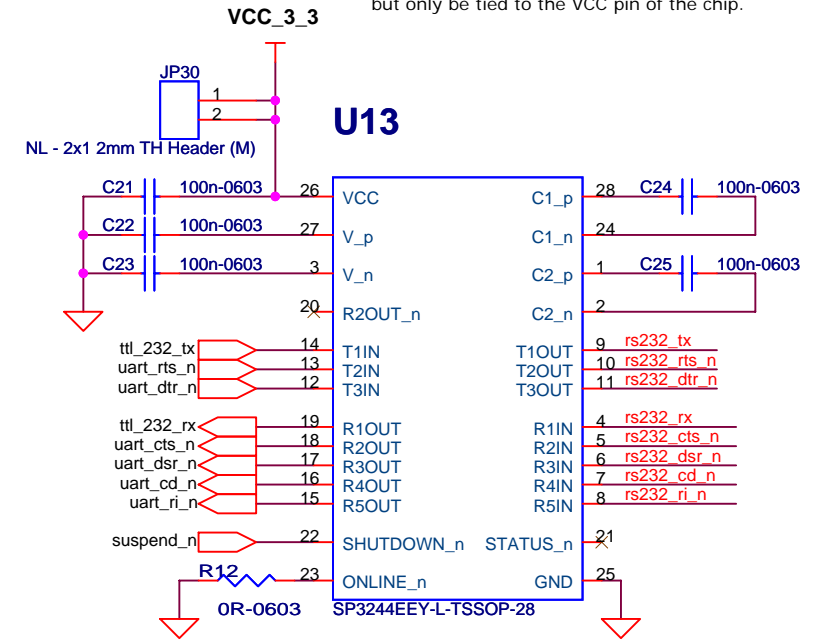 but only be tied to the VCC pin of the chip.
VCC_3_3
JP30
1
2
NL - 2x1 2mm TH Header (M)
U13
C21 100n-0603 26 VCC C1_p 28 C24 100n-0603
C22 100n-0603 27 V_p C1_n 24
C23 100n-0603 3 V_n C2_p 1 C25 100n-0603
20 R2OUT_n C2_n 2
ttl_232_tx 14 T1IN T1OUT 9 rs232_tx
uart_rts_n 13 T2IN T2OUT 10 rs232_rts_n
uart_dtr_n 12 T3IN T3OUT 11 rs232_dtr_n
ttl_232_rx 19 R1OUT R1IN 4 rs232_rx
uart_cts_n 18 R2OUT R2IN 5 rs232_cts_n
uart_dsr_n 17 R3OUT R3IN 6 rs232_dsr_n
uart_cd_n 16 R4OUT R4IN 7 rs232_cd_n
uart_ri_n 15 R5OUT R5IN 8 rs232_ri_n
suspend_n 22 SHUTDOWN_n STATUS_n 21
R12 23 ONLINE_n GND 25
0R-0603 SP3244EEY-L-TSSOP-28